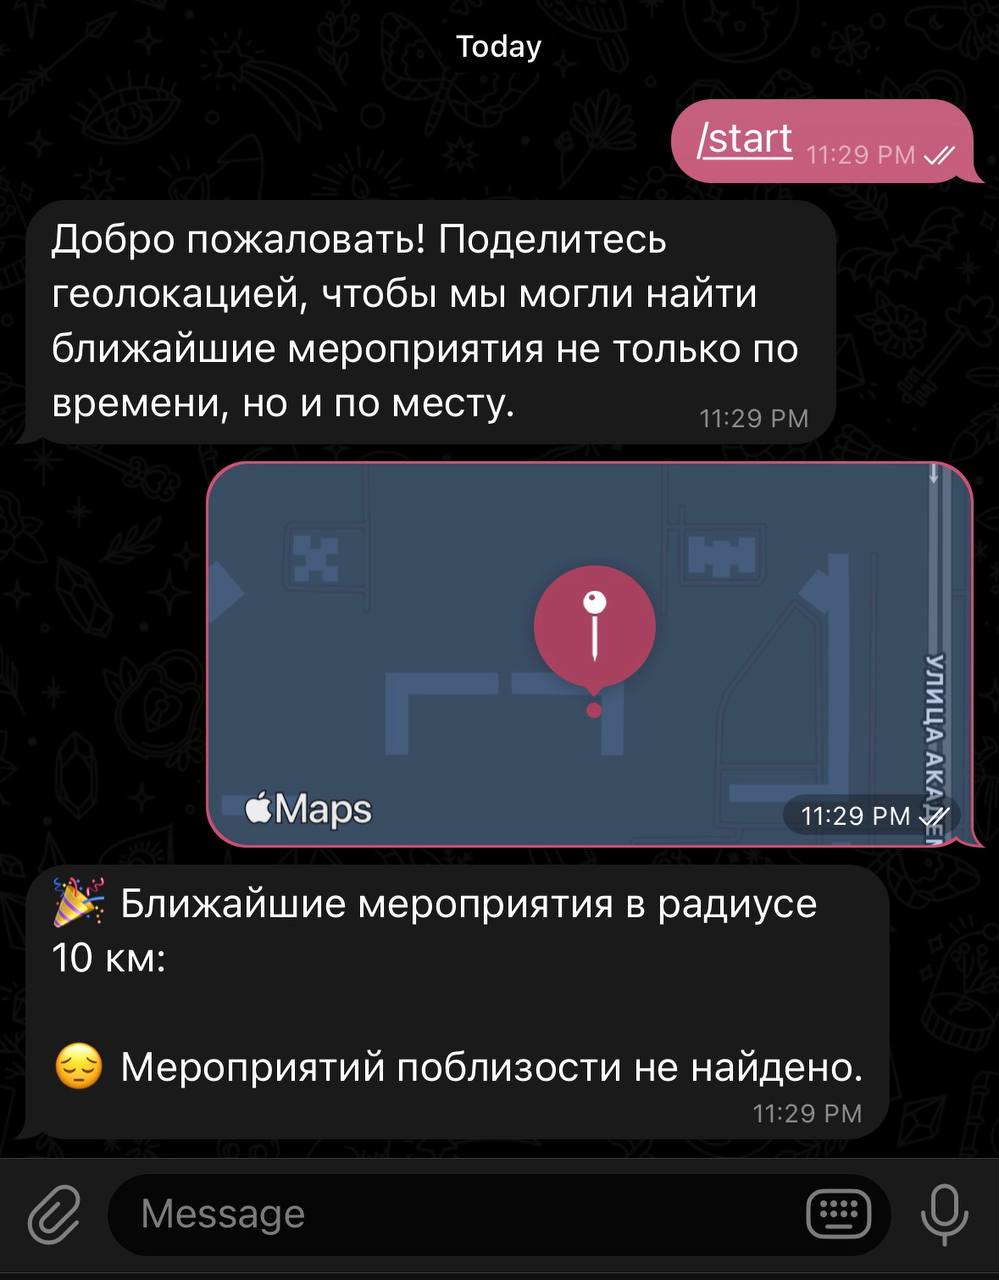 Today
/start 11:29 PM
Добро пожаловать! Поделитесь
геолокацией, чтобы мы могли найти
ближайшие мероприятия не только по
времени, но и по месту.
11:29 PM
УЛИЦА
Maps
11:29 PM
🎉 Ближайшие мероприятия в радиусе
10 км:
😔 Мероприятий поблизости не найдено.
11:29 PM
Message